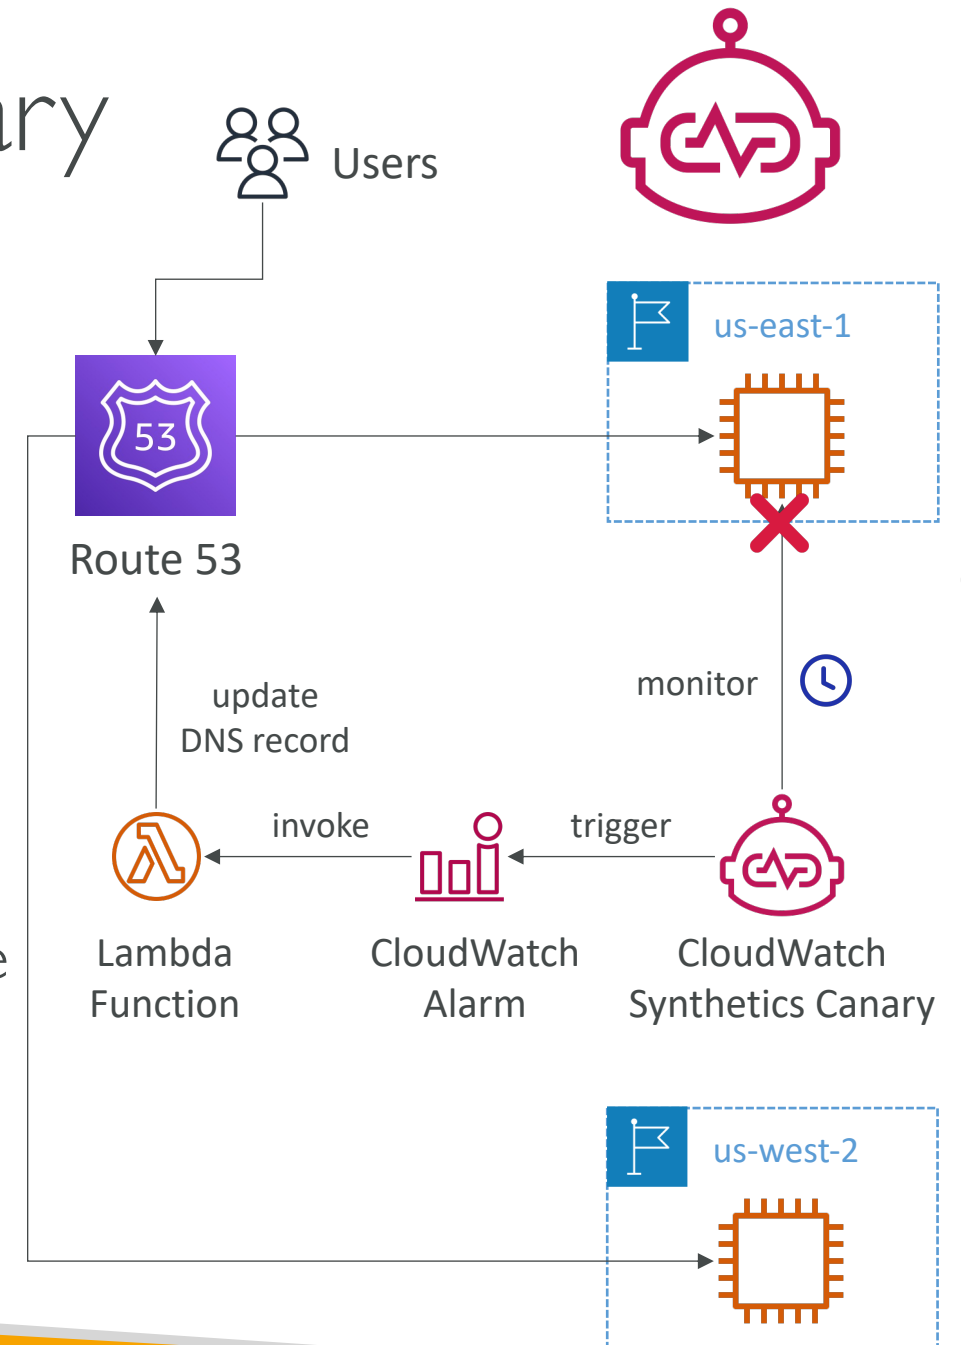 ary
Users
us-east-1
53
Route 53
monitor
update
DNS record
invoke
trigger
e
Lambda
Function
CloudWatch
Alarm
CloudWatch
Synthetics Canary
us-west-2